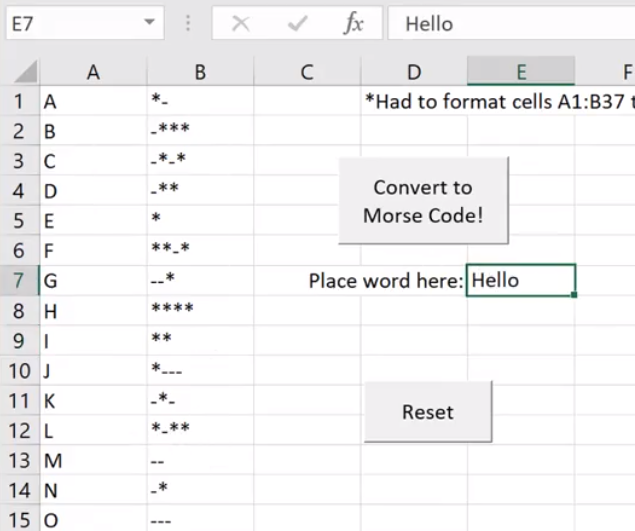 E7 fx Hello
A B C D E F
1 A *- *Had to format cells A1:B37 t
2 B -***
3 C -*-*
4 D -** Convert to
5 E * Morse Code!
6 F **-*
7 G --* Place word here: Hello
8 H ****
9 I **
10 J *---
11 K -*- Reset
12 L *-**
13 M --
14 N -*
15 O ---